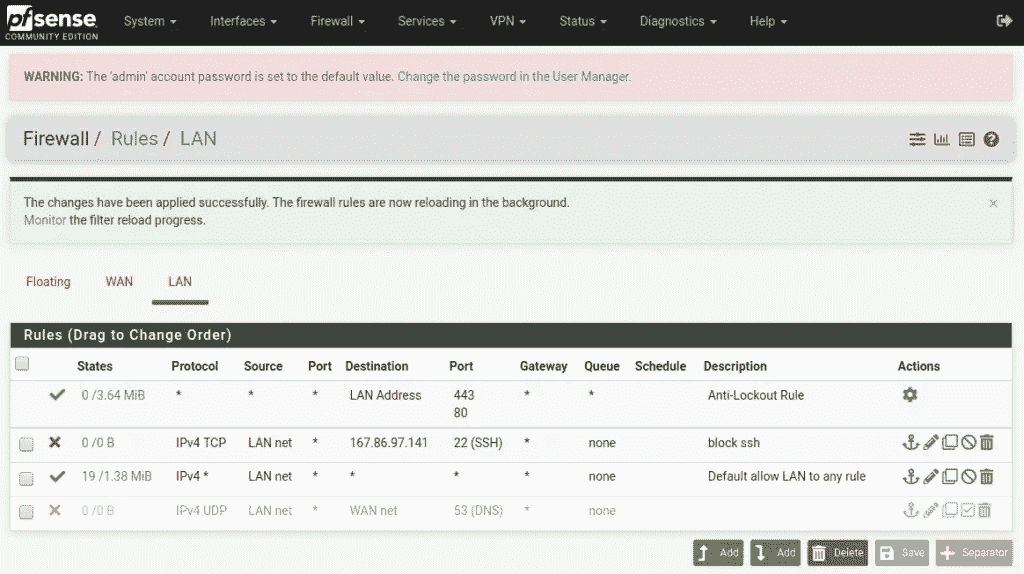 pfsense
COMMUNITY EDITION
System Interfaces Firewall Services VPN Status Diagnostics Help
WARNING: The 'admin' account password is set to the default value. Change the password in the User Manager.
Firewall / Rules / LAN
The changes have been applied successfully. The firewall rules are now reloading in the background.
Monitor the filter reload progress.
Floating WAN LAN
Rules (Drag to Change Order)
States Protocol Source Port Destination Port Gateway Queue Schedule Description Actions
0 /3.64 MiB * * * LAN Address 443 * * Anti-Lockout Rule
80
0 /0 B IPv4 TCP LAN net * 167.86.97.141 22 (SSH) * none block ssh
19 /1.38 MiB IPv4 * LAN net * * * * none Default allow LAN to any rule
0 /0 B IPv4 UDP LAN net * WAN net 53 (DNS) * none
Add Add Delete Save Separator